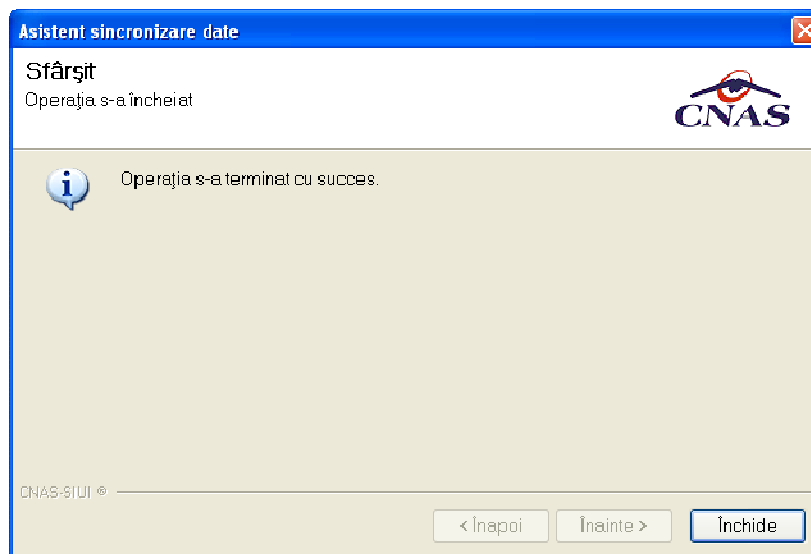 Asistent sincronizare date
Sfârşit
Operaţia s-a încheiat
CNAS
Operaţia s-a terminat cu succes.
CNAS-SIUI ®
< Înapoi
Înainte >
Închide